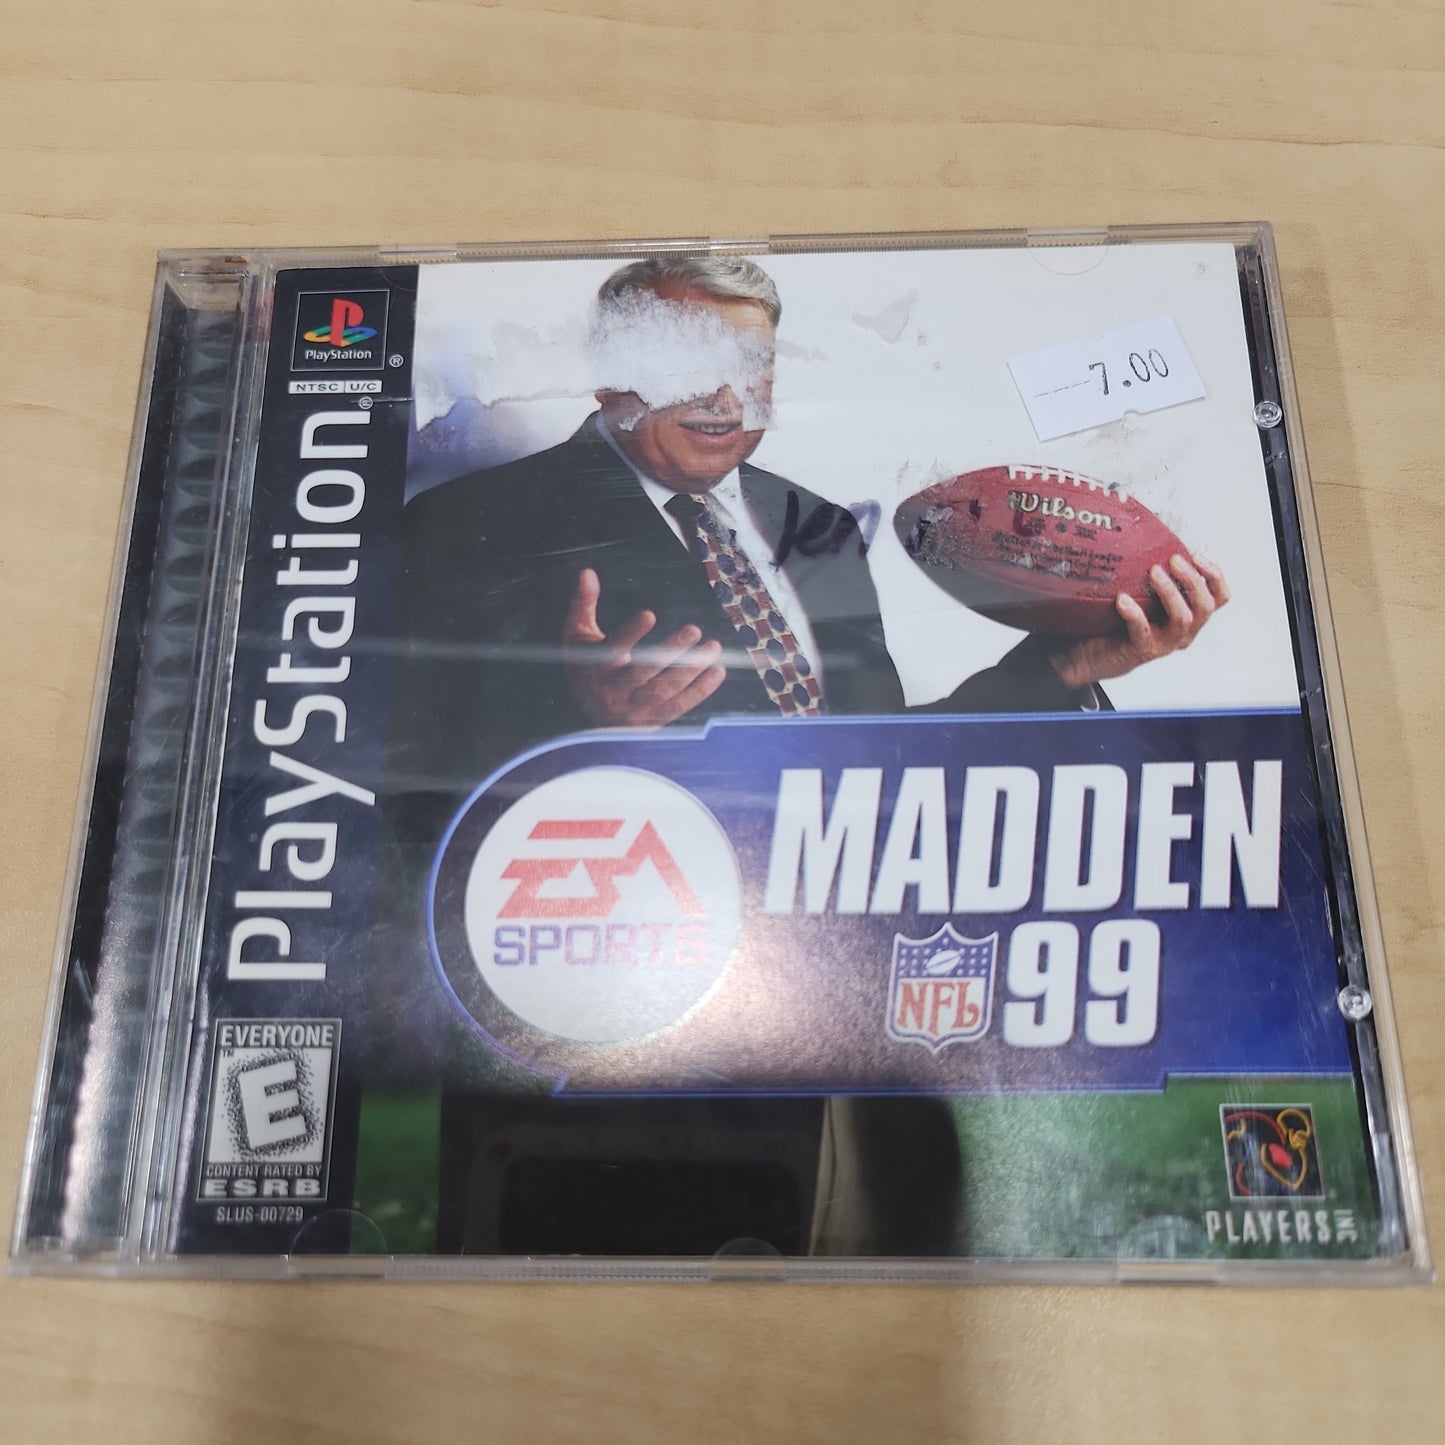 PlayStation
NTSC U/C
PlayStation
7.00
Wilson
EA
SPORTS
MADDEN
NFL 99
EVERYONE
E
CONTENT RATED BY
ESRB
SLUS-00729
PLAYERS INC